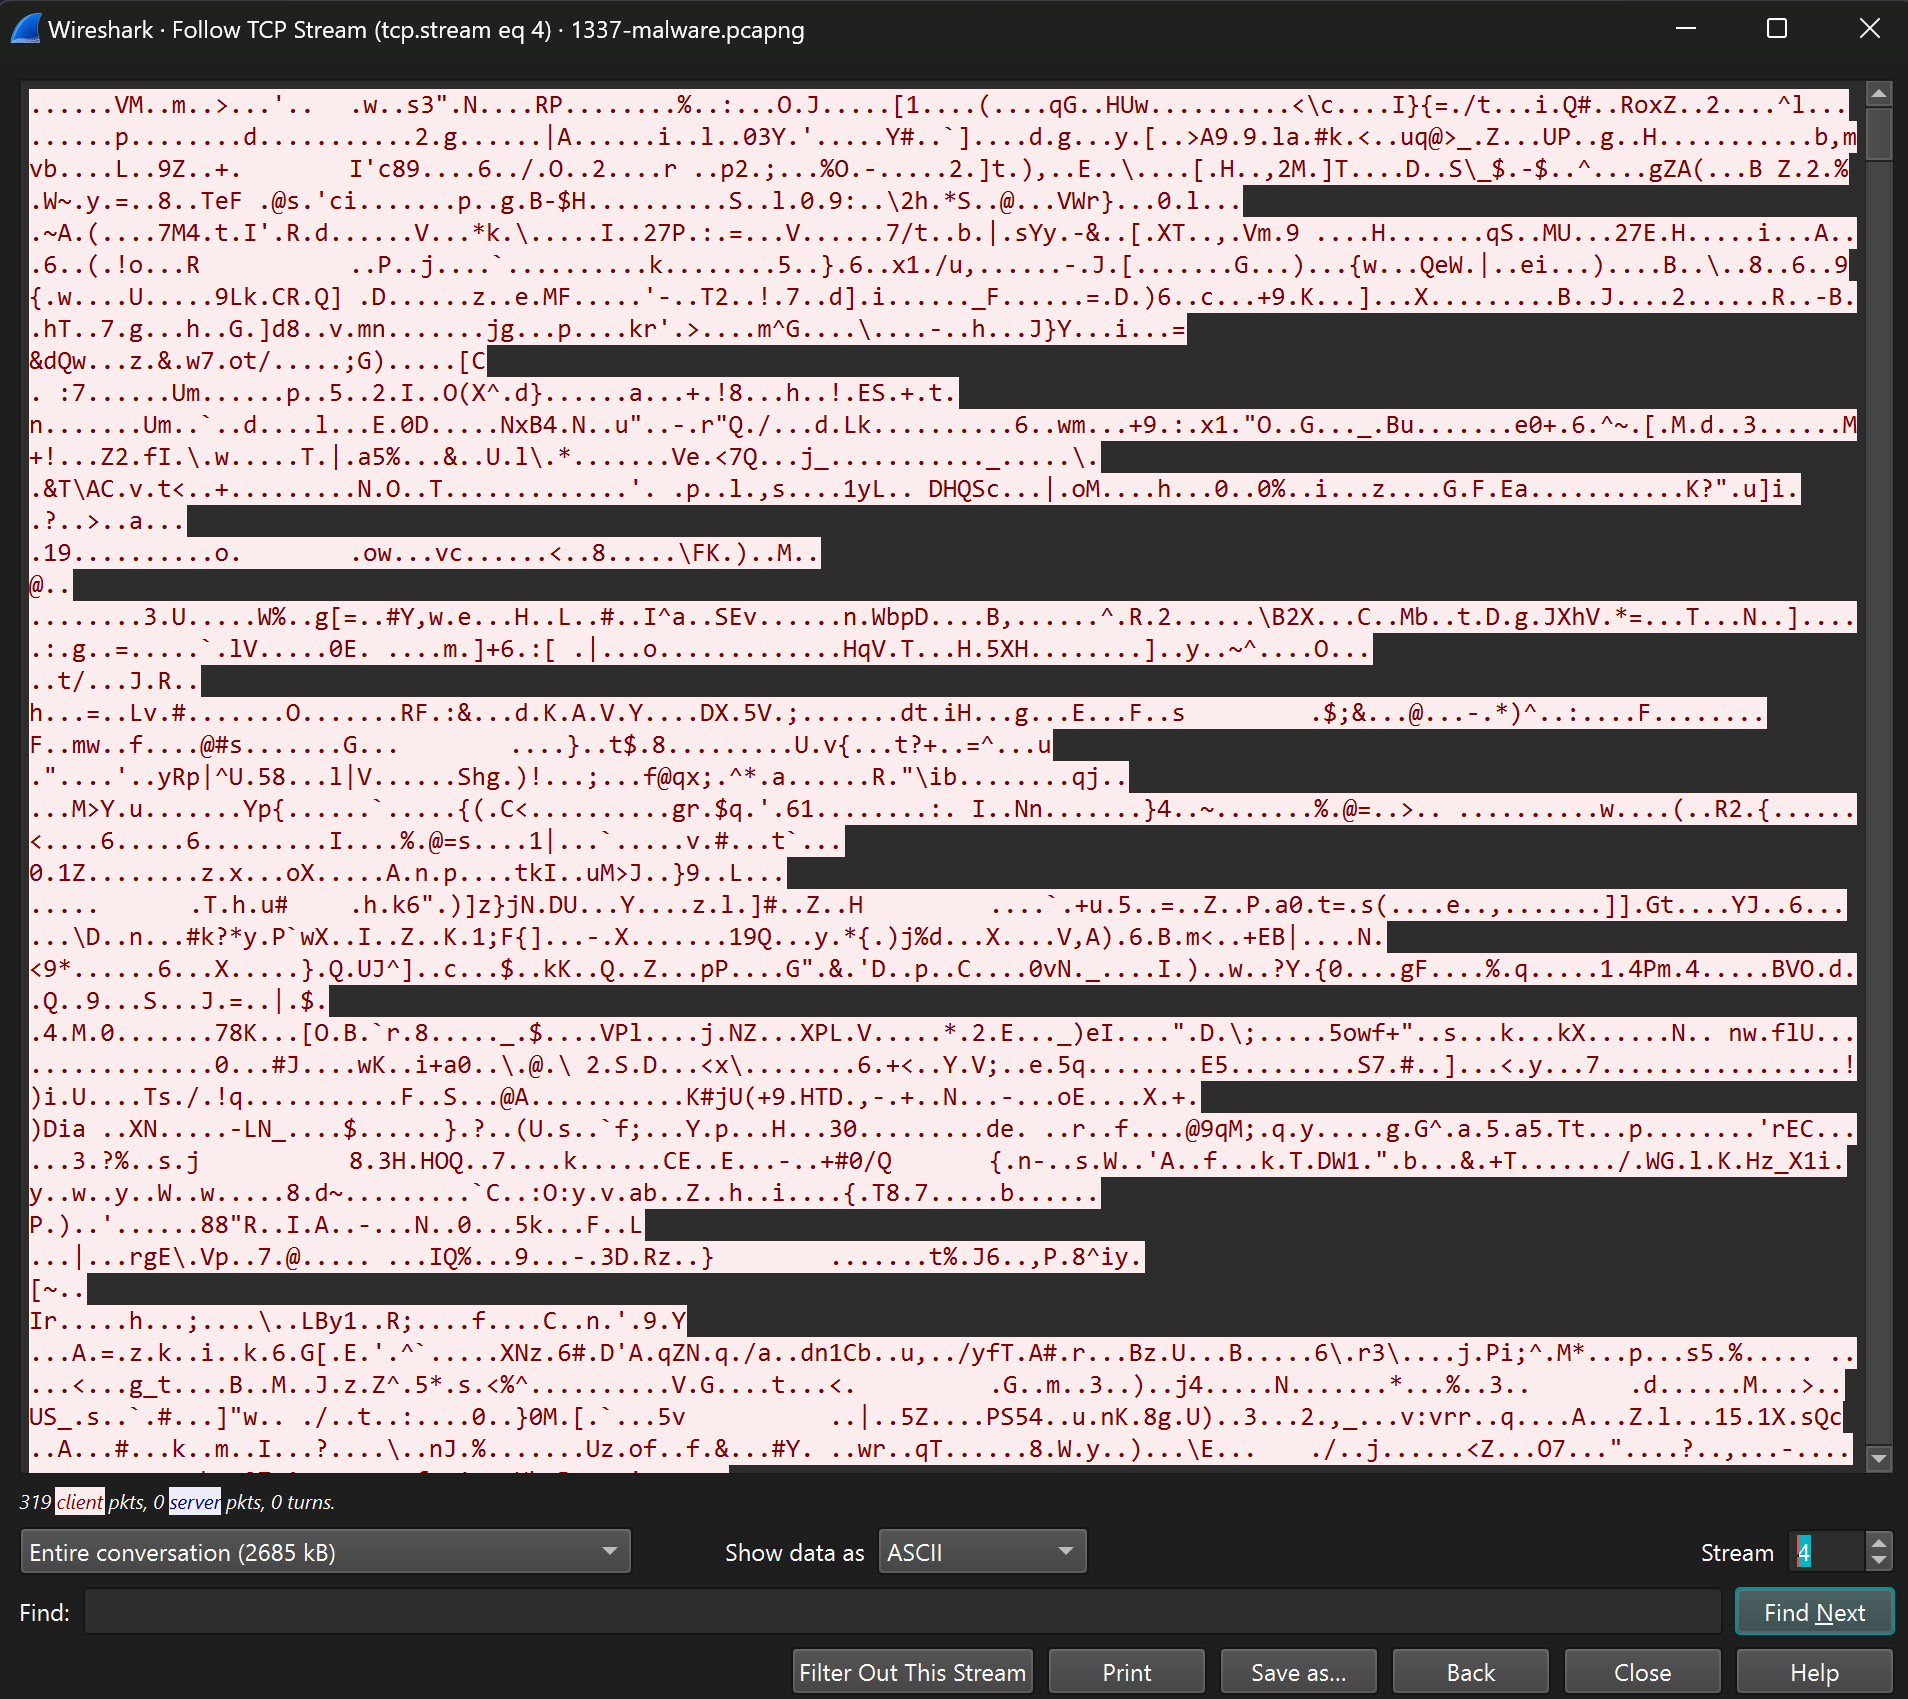 Wireshark · Follow TCP Stream (tcp.stream eq 4) · 1337-malware.pcapng
......VM..m..>...'..   .w..s3".N....RP........%..:...O.J.....[1....(....qG..HUw..........<\c....I}{=./t...i.Q#..RoxZ..2....^l...
......p........d...........2.g......|A......i..l..03Y.'.....Y#..`]....d.g...y.[..>A9.9.la.#k.<..uq@>_.Z...UP..g..H...........b,m
vb....L..9Z..+.        I'c89....6../.O..2....r ..p2.;...%O.-.....2.]t.),..E..\....[.H..,2M.]T....D..S\_$.-$..^....gZA(...B Z.2.%
.W~.y.=..8..TeF .@s.'ci.......p..g.B-$H..........S..l.0.9:..\2h.*S..@...VWr}...0.l...
.~A.(....7M4.t.I'.R.d......V...*k.\.....I..27P.:.=...V......7/t..b.|.sYy.-&..[.XT..,.Vm.9 ....H.......qS..MU...27E.H.....i...A..
.6..(.!o...R           ..P..j....`..........k........5..}.6..x1./u,......-.J.[.......G...)...{w...QeW.|..ei...)....B..\..8..6..9
{.w....U.....9Lk.CR.Q] .D......z..e.MF.....'-..T2..!.7..d].i......_F......=.D.)6..c...+9.K...]...X.........B..J....2......R..-B.
.hT..7.g...h..G.]d8..v.mn.......jg...p....kr'.>....m^G....\....-..h...J}Y...i...=
&dQw...z.&.w7.ot/.....;G).....[C
. :7......Um......p..5..2.I..O(X^.d}......a...+.!8...h..!.ES.+.t.
n.......Um..`..d....l...E.0D.....NxB4.N..u"..-.r"Q./...d.Lk..........6..wm...+9.:.x1."O..G..._.Bu.......e0+.6.^~.[.M.d..3......M
+!...Z2.fI.\.w.....T.|.a5%...&..U.l\.*.......Ve.<7Q...j_..........._.....\.
.&T\AC.v.t<..+.........N.O..T.............'. .p..l.,s....1yL.. DHQSc...|.oM....h...0..0%..i...z....G.F.Ea...........K?".u]i.
.?..>..a...
.19..........o.        .ow...vc......<..8.....\FK.)..M..
@..
........3.U.....W%..g[=..#Y,w.e...H..L..#..I^a..SEv......n.WbpD....B,......^.R.2......\B2X...C..Mb..t.D.g.JXhV.*=...T...N..]....
.:.g..=.....`.lV.....0E. ....m.]+6.:[ .|...o.............HqV.T...H.5XH........]..y..~^....O...
..t/...J.R..
h...=..Lv.#.......O.......RF.:&...d.K.A.V.Y....DX.5V.;.......dt.iH...g...E...F..s         .$;&...@...-.*)^..:....F........
F..mw..f....@#s.......G...        ....}..t$.8.........U.v{...t?+..=^...u
."....'..yRp|^U.58...l|V......Shg.)!...;...f@qx;.^*.a......R."\ib........qj..
...M>Y.u.......Yp{......`.....{(.C<..........gr.$q.'.61........:. I..Nn.......}4..~.......%.@=..>.. ..........w....(..R2.{......
<....6.....6.........I....%.@=s....1|...`.....v.#...t`...
0.1Z........z.x...oX.....A.n.p....tkI..uM>J..}9..L...
.....       .T.h.u#    .h.k6".)]z}jN.DU...Y....z.l.]#..Z..H         ....`.+u.5..=..Z..P.a0.t=.s(....e..,.......]].Gt....YJ..6...
...\D..n...#k?*y.P`wX..I..Z..K.1;F{]...-.X.......19Q...y.*{.)j%d...X....V,A).6.B.m<..+EB|....N.
<9*......6...X.....}.Q.UJ^]..c...$..kK..Q..Z...pP....G".&.'D..p..C....0vN._....I.)..w..?Y.{0....gF....%.q.....1.4Pm.4.....BVO.d.
.Q..9...S...J.=..|.$.
.4.M.0.......78K...[O.B.`r.8....._.$....VPl....j.NZ...XPL.V.....*.2.E..._)eI....".D.\;.....5owf+"..s...k...kX......N.. nw.flU...
.............0...#J....wK..i+a0..\.@.\ 2.S.D...<x\........6.+<..Y.V;..e.5q........E5.........S7.#..]...<.y...7.................!
)i.U....Ts./.!q...........F..S...@A...........K#jU(+9.HTD.,-.+..N...-...oE....X.+.
)Dia ..XN.....-LN_....$......}.?..(U.s..`f;...Y.p...H...30.........de. ..r..f....@9qM;.q.y.....g.G^.a.5.a5.Tt...p........'rEC...
...3.?%..s.j          8.3H.HOQ..7....k......CE..E...-..+#0/Q       {.n-..s.W..'A..f...k.T.DW1.".b...&.+T......./.WG.l.K.Hz_X1i.
y..w..y..W..w.....8.d~.........`C..:O:y.v.ab..Z..h..i....{.T8.7.....b......
P.)..'......88"R..I.A..-...N..0...5k...F..L
...|...rgE\.Vp..7.@..... ...IQ%...9...-.3D.Rz..}        .......t%.J6..,P.8^iy.
[~..
Ir.....h...;....\..LBy1..R;....f....C..n.'.9.Y
...A.=.z.k..i..k.6.G[.E.'.^`.....XNz.6#.D'A.qZN.q./a..dn1Cb..u,../yfT.A#.r...Bz.U...B.....6\.r3\....j.Pi;^.M*...p...s5.%..... ..
...<...g_t....B..M..J.z.Z^.5*.s.<%^..........V.G....t...<.         .G..m..3..)..j4.....N.......*...%..3..       .d......M...>..
US_.s..`.#...]"w.. ./..t..:....0..}0M.[.`...5v          ..|..5Z....PS54..u.nK.8g.U)..3...2.,_...v:vrr..q....A...Z.l...15.1X.sQc
..A...#...k..m..I...?....\..nJ.%.......Uz.of..f.&...#Y. ..wr..qT......8.W.y..)...\E...    ./..j......<Z...O7..."....?..,...-....
319 client pkts, 0 server pkts, 0 turns.
Entire conversation (2685 kB) Show data as ASCII Stream 4
Find: Find Next
Filter Out This Stream Print Save as... Back Close Help